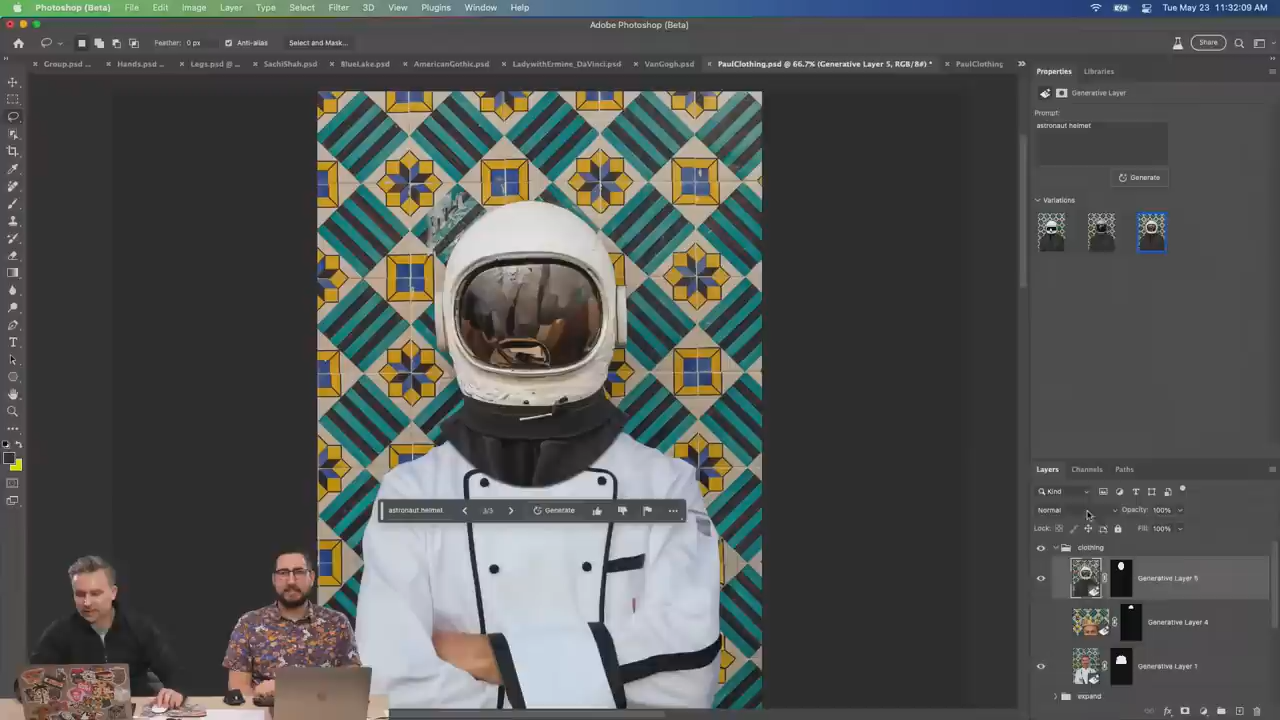 Photoshop (Beta) File Edit Image Layer Type Select Filter 3D View Plugins Window Help Tue May 23 11:32:09 AM
Adobe Photoshop (Beta)
Feather: 0 px Anti-alias Select and Mask... Share
Group.psd ... Hands.psd ... Legs.psd @ ... SachiShah.psd BlueLake.psd AmericanGothic.psd LadywithErmine_DaVinci.psd VanGogh.psd PaulClothing.psd @ 66.7% (Generative Layer 5, RGB/8#) * PaulClothing
Properties Libraries
Generative Layer
Prompt:
astronaut helmet
Generate
Variations
astronaut helmet 3/3 Generate
Layers Channels Paths
Kind
Normal Opacity: 100%
Lock: Fill: 100%
clothing
Generative Layer 5
Generative Layer 4
Generative Layer 1
expand